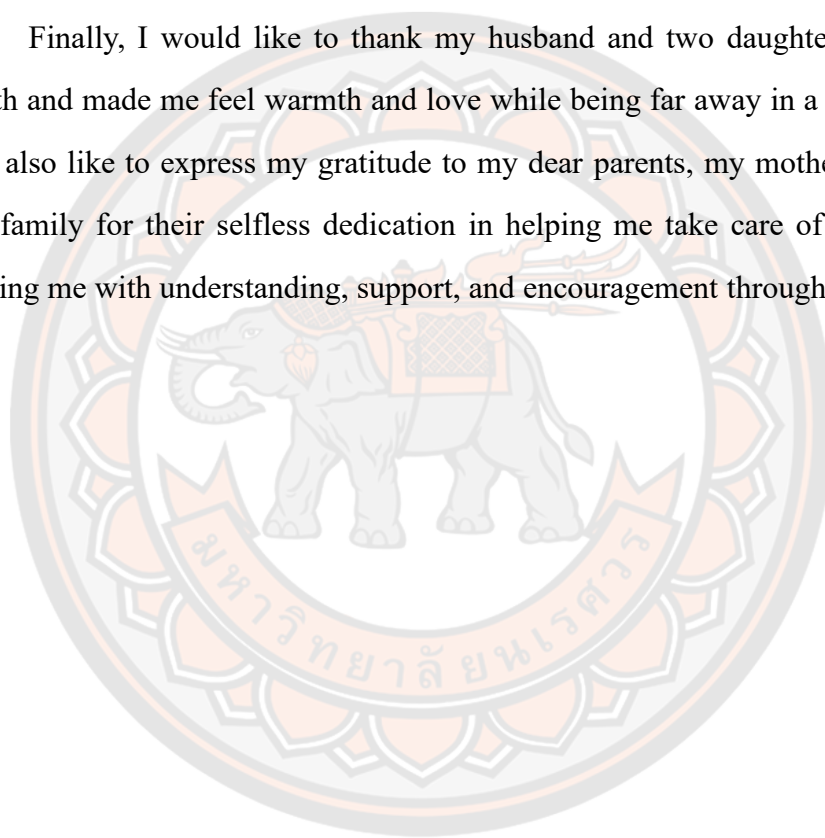 Finally, I would like to thank my husband and two
and made me feel warmth and love while being far away in a
also like to express my gratitude to my dear parents, my
family for their selfless dedication in helping me take care of
me with understanding, support, and encouragement
มหาวิทยาลัยนเรศวร